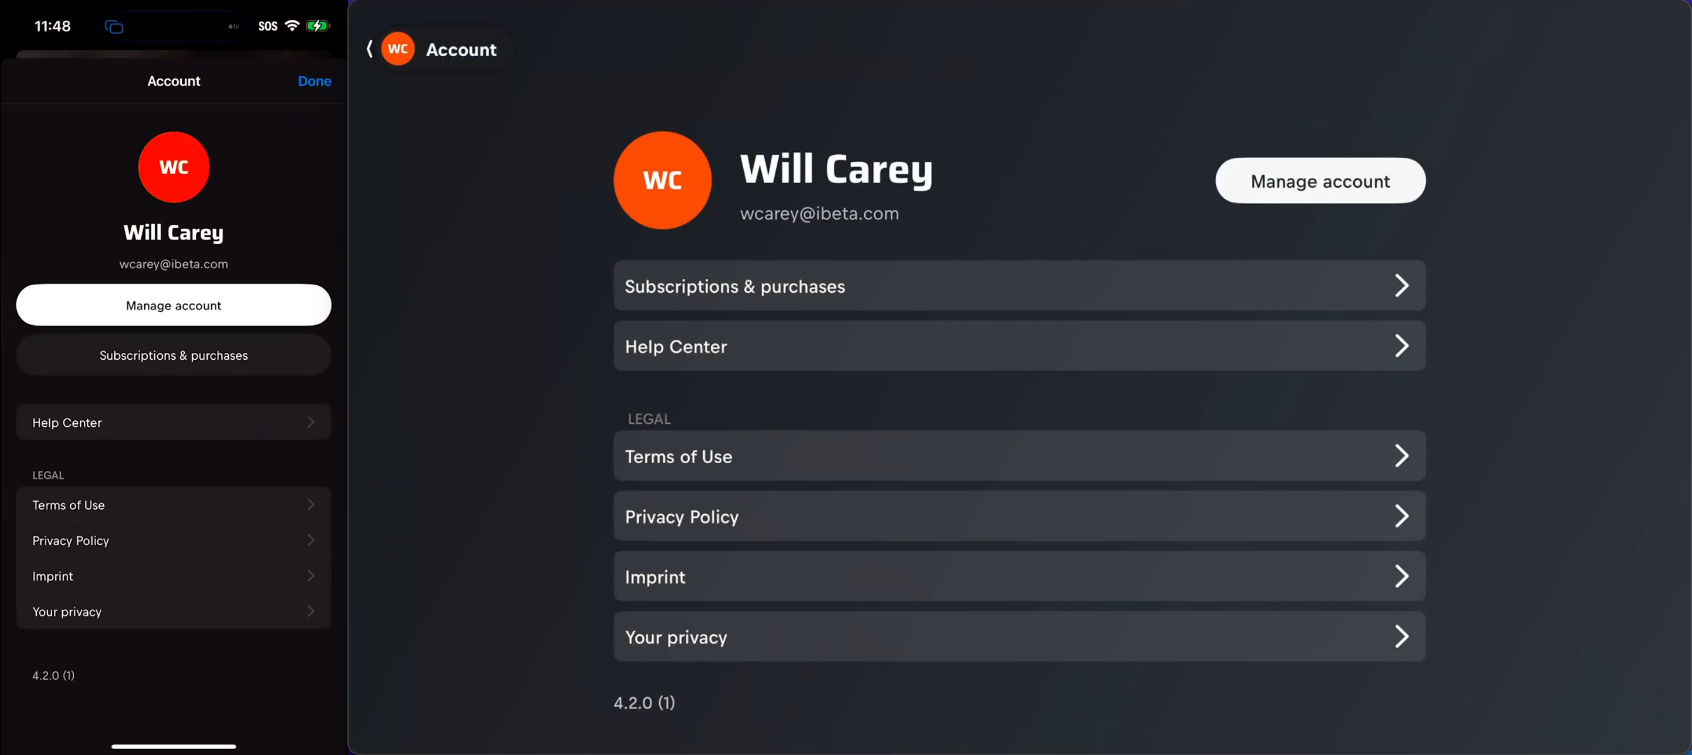 11:48
tv
SOS
Account
Done
WC
Will Carey
wcarey@ibeta.com
Manage account
Subscriptions & purchases
Help Center
LEGAL
Terms of Use
Privacy Policy
Imprint
Your privacy
4.2.0 (1)
WC
Account
WC
Will Carey
wcarey@ibeta.com
Manage account
Subscriptions & purchases
Help Center
LEGAL
Terms of Use
Privacy Policy
Imprint
Your privacy
4.2.0 (1)